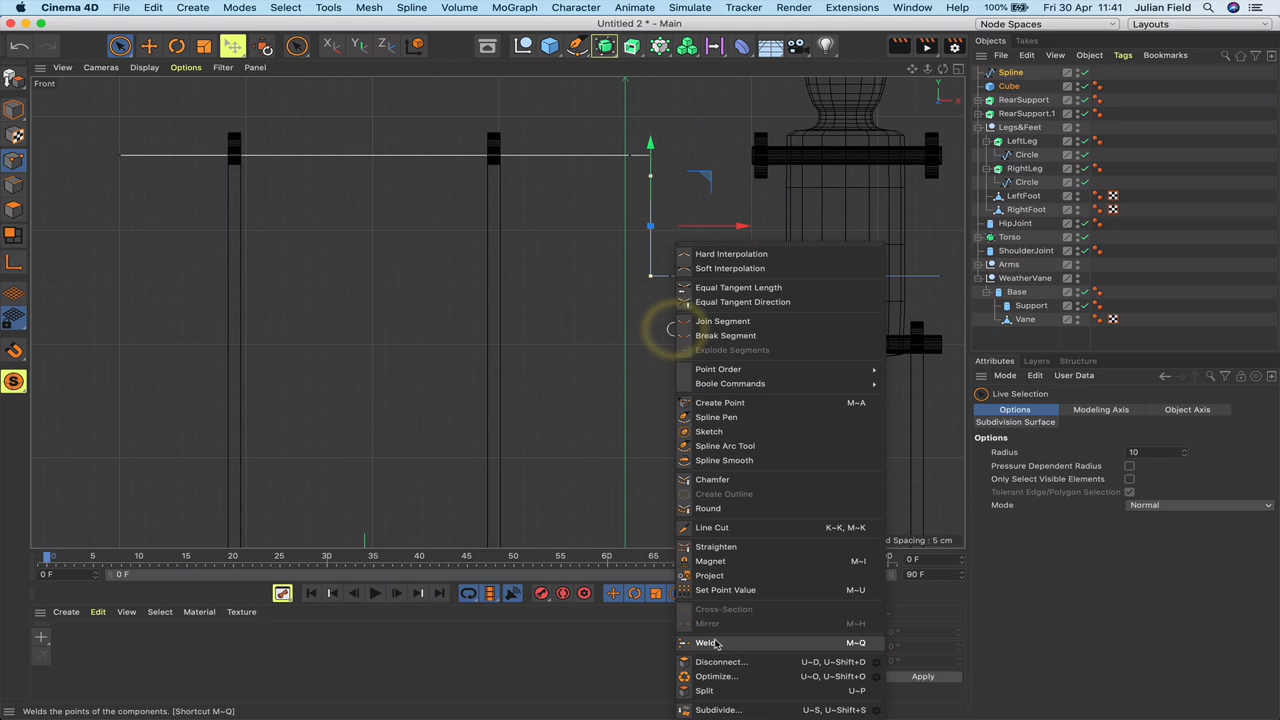 Cinema 4D File Edit Create Modes Select Tools Spline Mesh Volume MoGraph Character Animate Simulate Tracker Render Extensions Window Help 100% Fri 30 Apr 11:41 Julian Field
Untitled 2 * - Main
Node Spaces Layouts
X Y Z
Objects Takes
View Cameras Display Options Filter Panel
File Edit View Object Tags Bookmarks
Front
Y
X
Spline
Cube
RearSupport
RearSupport.1
Legs&Feet
LeftLeg
Circle
RightLeg
Circle
LeftFoot
RightFoot
HipJoint
Torso
ShoulderJoint
Arms
WeatherVane
Base
Support
Vane
Hard Interpolation
Soft Interpolation
Equal Tangent Length
Equal Tangent Direction
Join Segment
Break Segment
Explode Segments
Point Order
Boole Commands
Create Point M~A
Spline Pen
Sketch
Spline Arc Tool
Spline Smooth
Chamfer
Create Outline
Round
Line Cut K~K, M~K
Straighten
Magnet M~I
Project
Set Point Value M~U
Cross-Section
Mirror M~H
Weld M~Q
Disconnect... U~D, U~Shift+D
Optimize... U~O, U~Shift+O
Split U~P
Subdivide... U~S, U~Shift+S
Attributes Layers Structure
Mode Edit User Data
Live Selection
Options Modeling Axis Object Axis
Subdivision Surface
Options
Radius 10
Pressure Dependent Radius
Only Select Visible Elements
Tolerant Edge/Polygon Selection
Mode Normal
d Spacing : 5 cm
0 5 10 15 20 25 30 35 40 45 50 55 60 65 0 F
0 F 0 F 90 F
Create Edit View Select Material Texture
Apply
Welds the points of the components. [Shortcut M~Q]